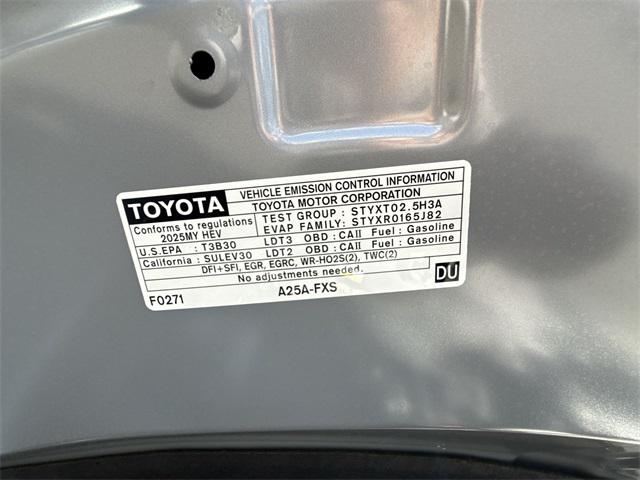 TOYOTA
VEHICLE EMISSION CONTROL INFORMATION
TOYOTA MOTOR CORPORATION
Conforms to regulations
2025MY HEV
TEST GROUP : STYXT02.5H3A
EVAP FAMILY: STYXR0165J82
U.S.EPA : T3B30 LDT3 OBD : CAII Fuel : Gasoline
California : SULEV30 LDT2 OBD : CAII Fuel : Gasoline
DFI+SFI, EGR, EGRC, WR-HO2S(2), TWC(2)
No adjustments needed.
F0271 A25A-FXS DU